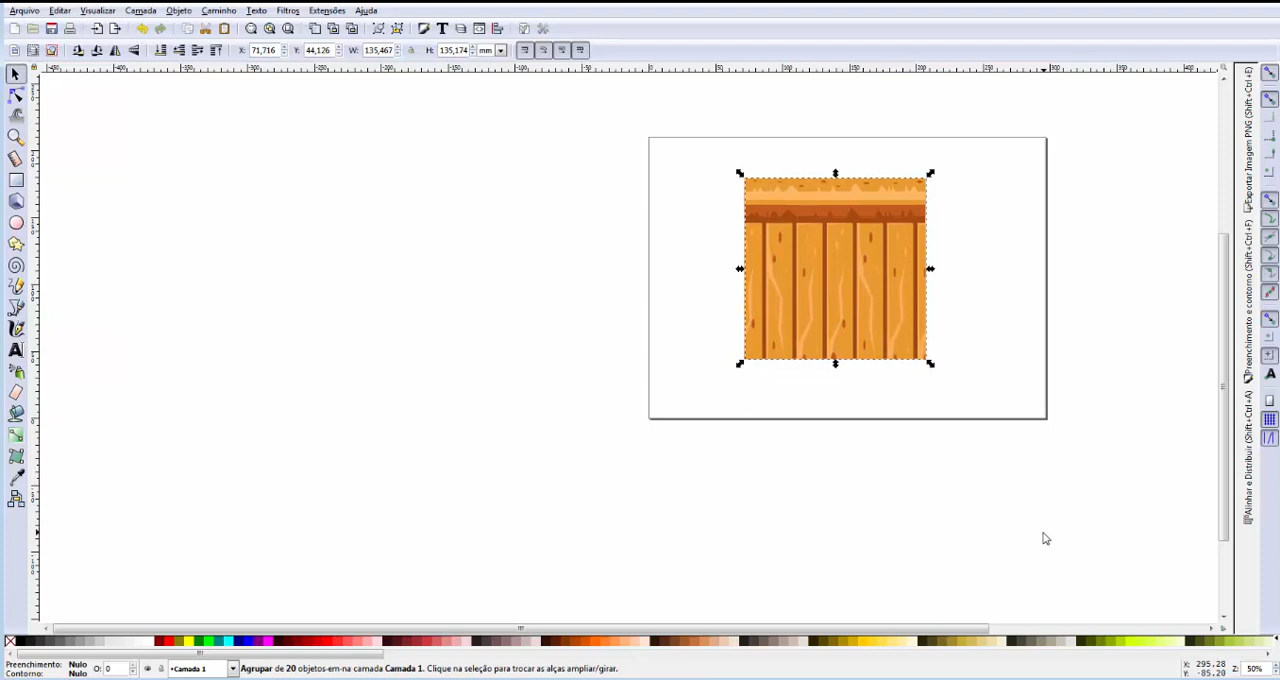 Arquivo Editar Visualizar Camada Objeto Caminho Texto Filtros Extensões Ajuda
X: 71,716 Y: 44,126 W: 135,467 H: 135,174 mm
Exportar Imagem PNG (Shift+Ctrl+E)
Preenchimento e contorno (Shift+Ctrl+F)
Alinhar e Distribuir (Shift+Ctrl+A)
Preenchimento: Nulo
Contorno: Nulo
O: 0
•Camada 1
Agrupar de 20 objetos-em-na camada Camada 1. Clique na seleção para trocar as alças ampliar/girar.
X: 295.28
Y: -85.20
Z: 50%